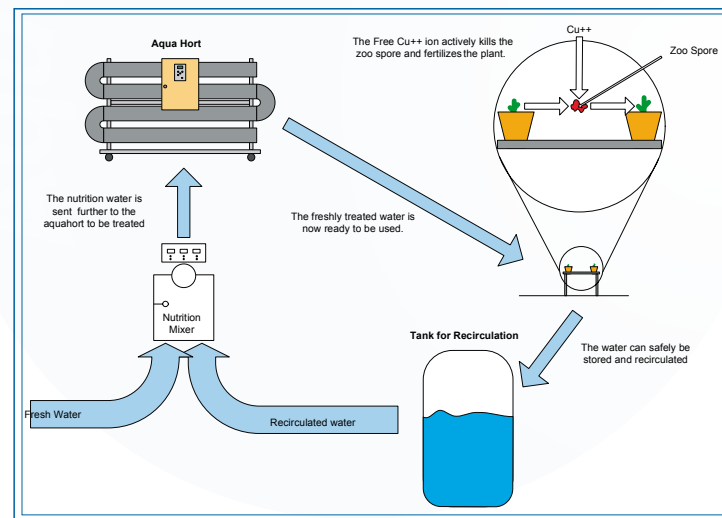 Aqua Hort
The Free Cu++ ion actively kills the
zoo spore and fertilizes the plant.
Cu++
Zoo Spore
The nutrition water is
sent further to the
aquahort to be treated
The freshly treated water is
now ready to be used.
Nutrition
Mixer
Tank for Recirculation
The water can safely be
stored and recirculated
Fresh Water
Recirculated water